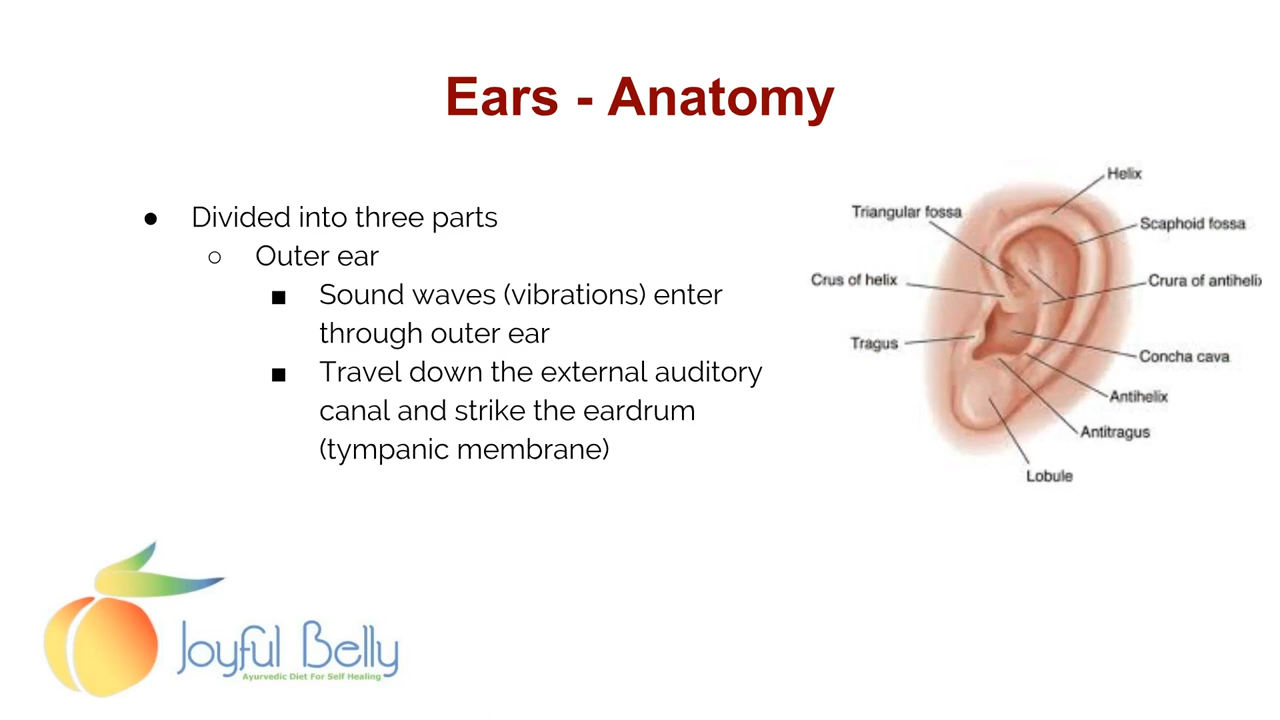 Ears - Anatomy
● Divided into three parts
○ Outer ear
■ Sound waves (vibrations) enter
through outer ear
■ Travel down the external auditory
canal and strike the eardrum
(tympanic membrane)
Helix
Triangular fossa
Scaphoid fossa
Crus of helix
Crura of antiheli
Tragus
Concha cava
Antihelix
Antitragus
Lobule
Joyful Belly
Ayurvedic Diet For Self Healing